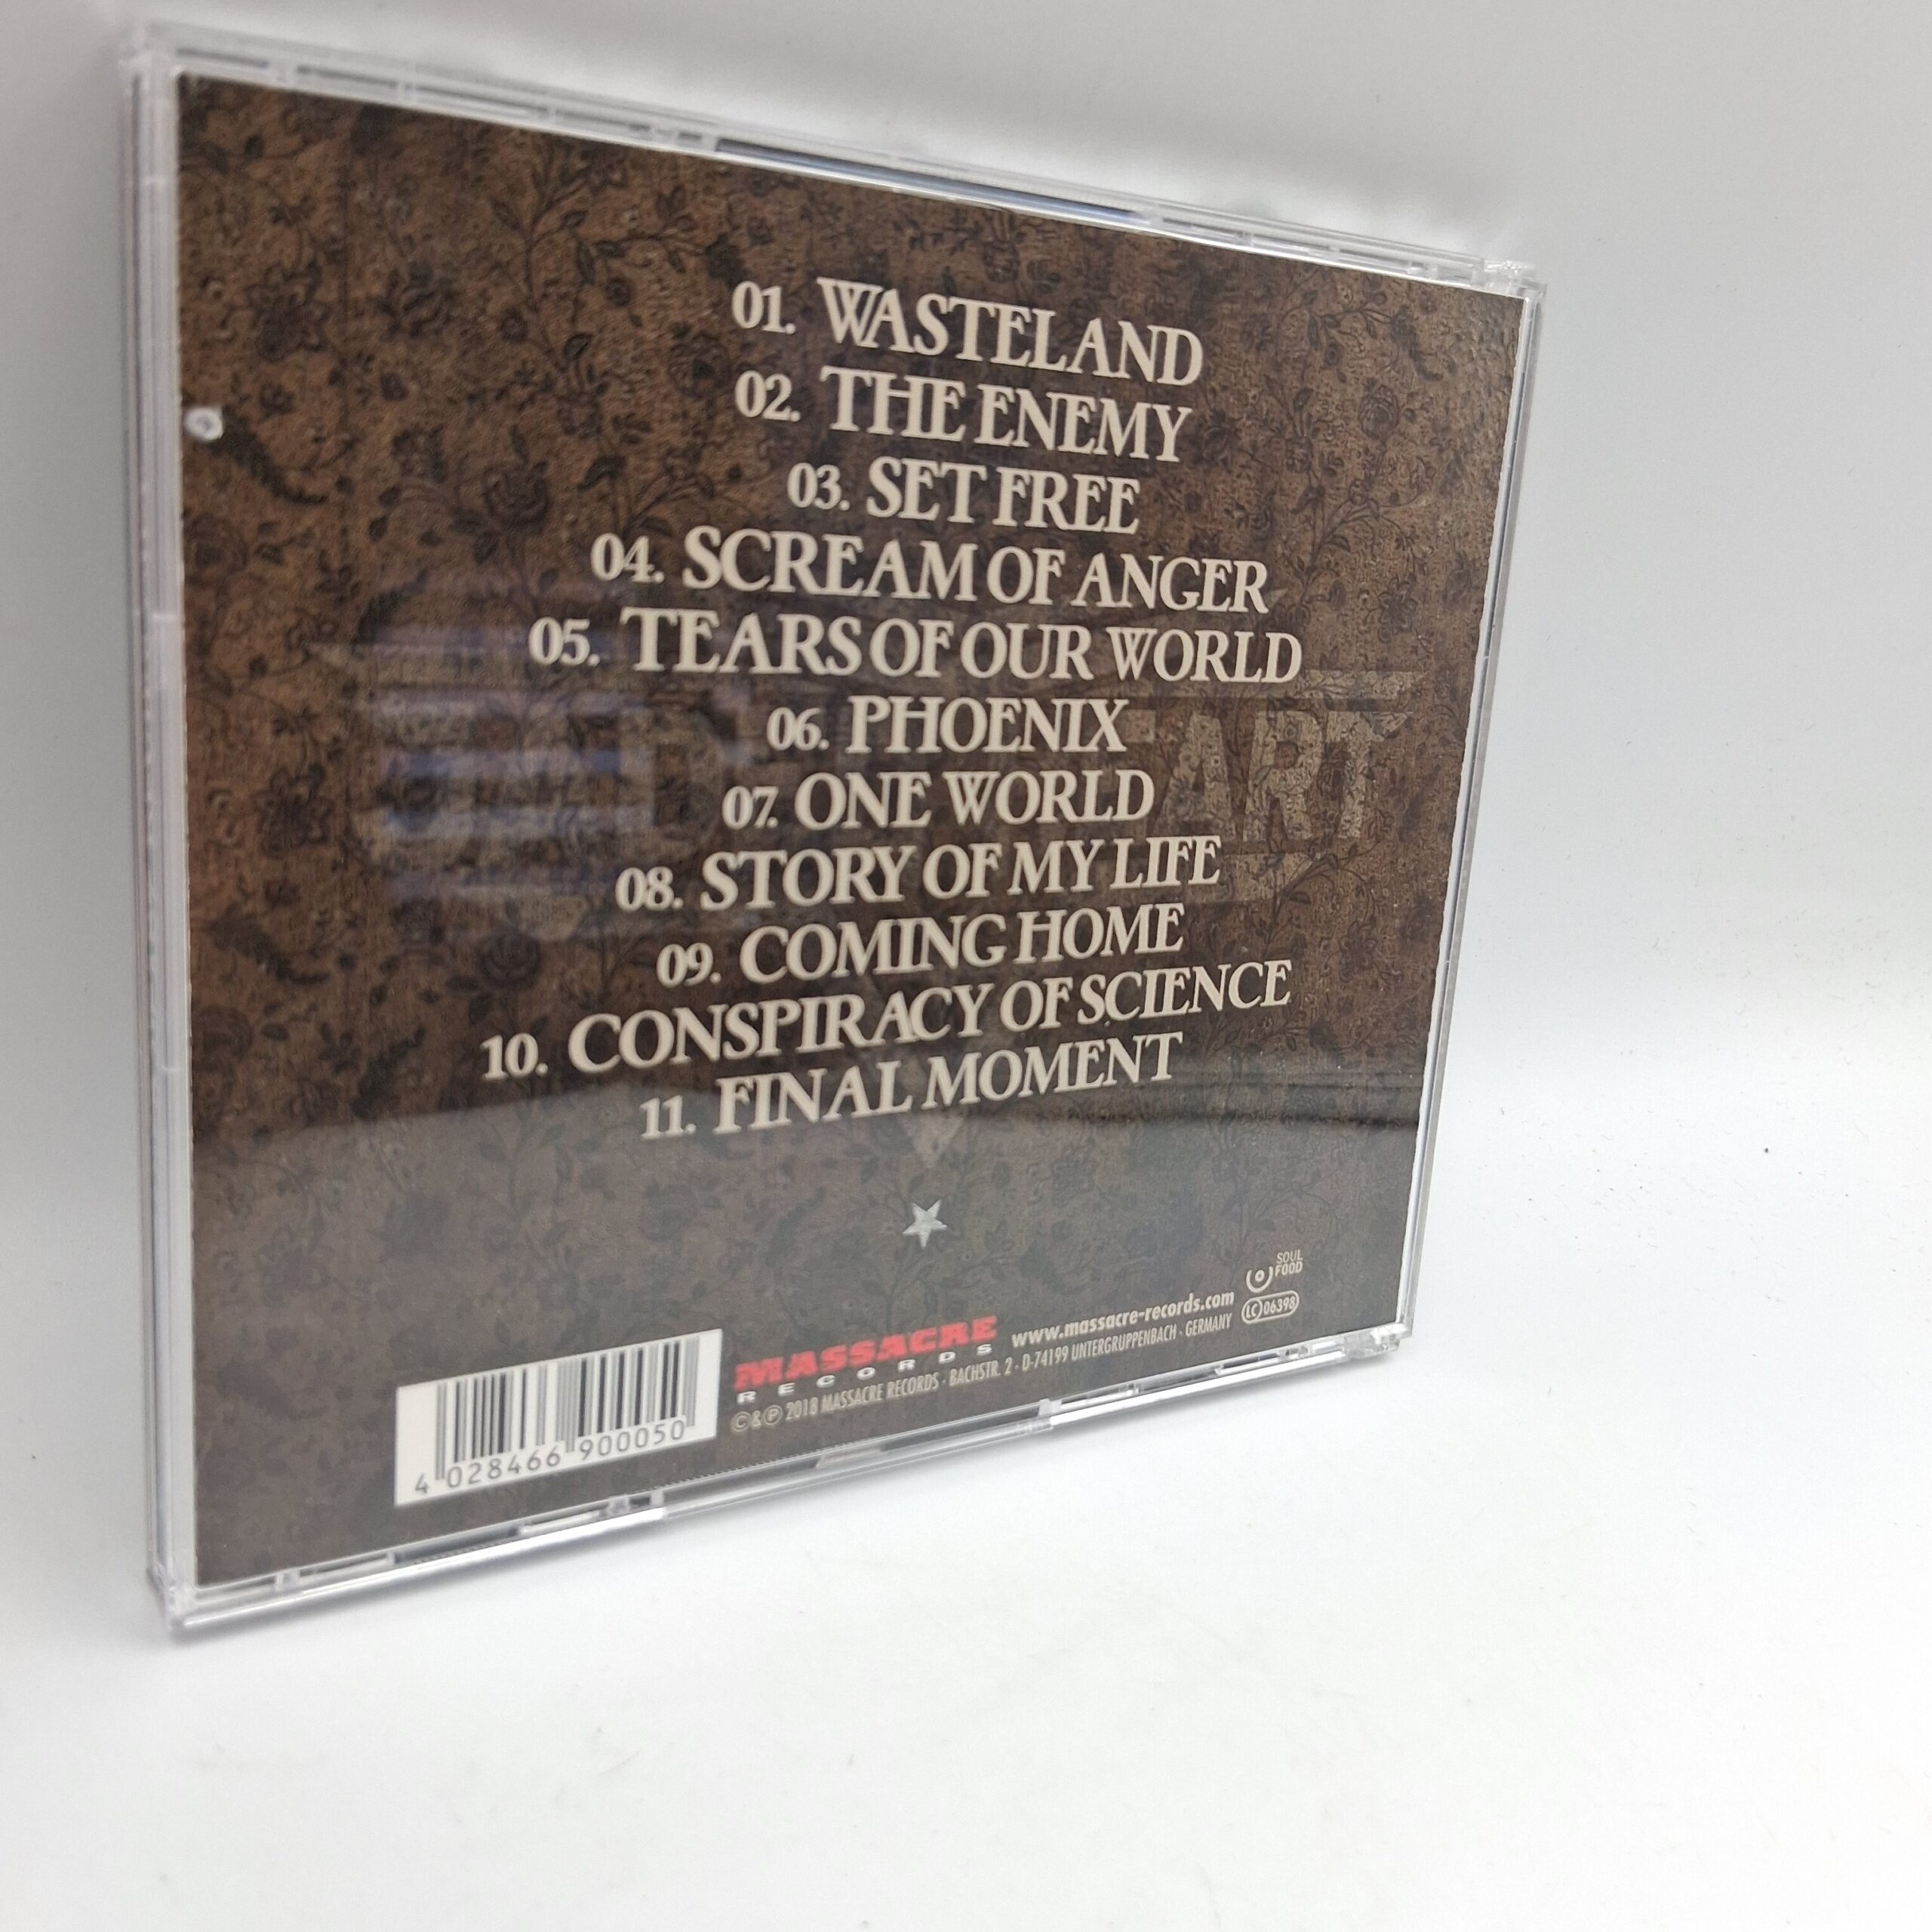 01. WASTELAND
02. THE ENEMY
03. SET FREE
04. SCREAM OF ANGER
05. TEARS OF OUR WORLD
06. PHOENIX
07. ONE WORLD
08. STORY OF MY LIFE
09. COMING HOME
10. CONSPIRACY OF SCIENCE
11. FINAL MOMENT
SOUL
FOOD
MASSACRE
RECORDS
www.massacre-records.com
LC 06398
©&℗ 2018 MASSACRE RECORDS · BACHSTR. 2 · D-74199 UNTERGRUPPENBACH · GERMANY
4 028466 900050